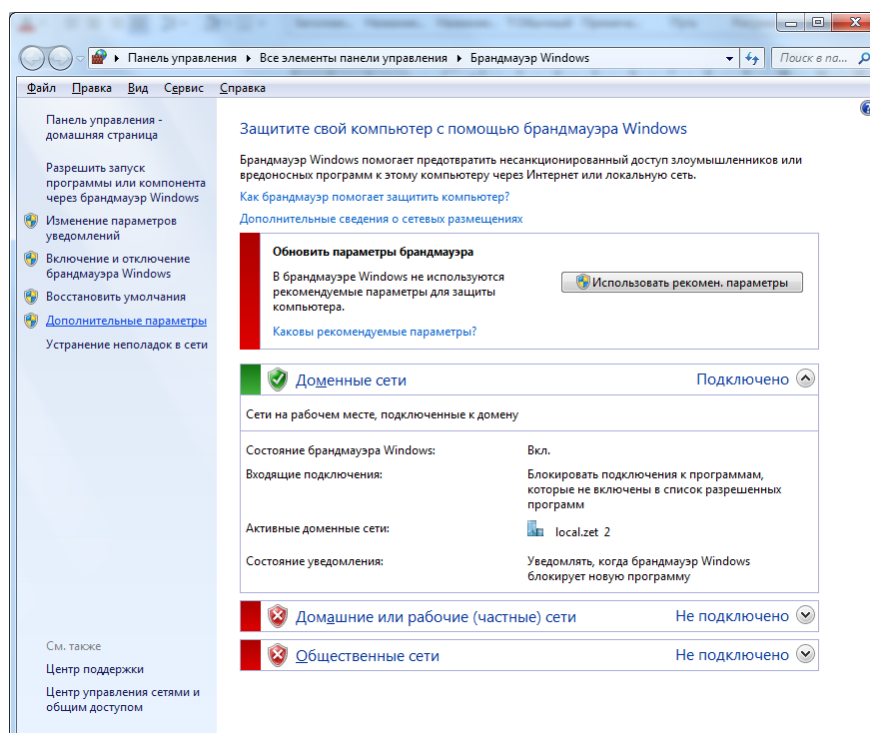 Панель управления ▸ Все элементы панели управления ▸ Брандмауэр Windows
Поиск в па...
Файл Правка Вид Сервис Справка
Панель управления -
домашняя страница
Разрешить запуск
программы или компонента
через брандмауэр Windows
Изменение параметров
уведомлений
Включение и отключение
брандмауэра Windows
Восстановить умолчания
Дополнительные параметры
Устранение неполадок в сети
Защитите свой компьютер с помощью брандмауэра Windows
Брандмауэр Windows помогает предотвратить несанкционированный доступ злоумышленников или
вредоносных программ к этому компьютеру через Интернет или локальную сеть.
Как брандмауэр помогает защитить компьютер?
Дополнительные сведения о сетевых размещениях
Обновить параметры брандмауэра
В брандмауэре Windows не используются
рекомендуемые параметры для защиты
компьютера.
Использовать рекомен. параметры
Каковы рекомендуемые параметры?
Доменные сети Подключено
Сети на рабочем месте, подключенные к домену
Состояние брандмауэра Windows: Вкл.
Входящие подключения: Блокировать подключения к программам,
которые не включены в список разрешенных
программ
Активные доменные сети: local.zet 2
Состояние уведомления: Уведомлять, когда брандмауэр Windows
блокирует новую программу
Домашние или рабочие (частные) сети Не подключено
Общественные сети Не подключено
См. также
Центр поддержки
Центр управления сетями и
общим доступом